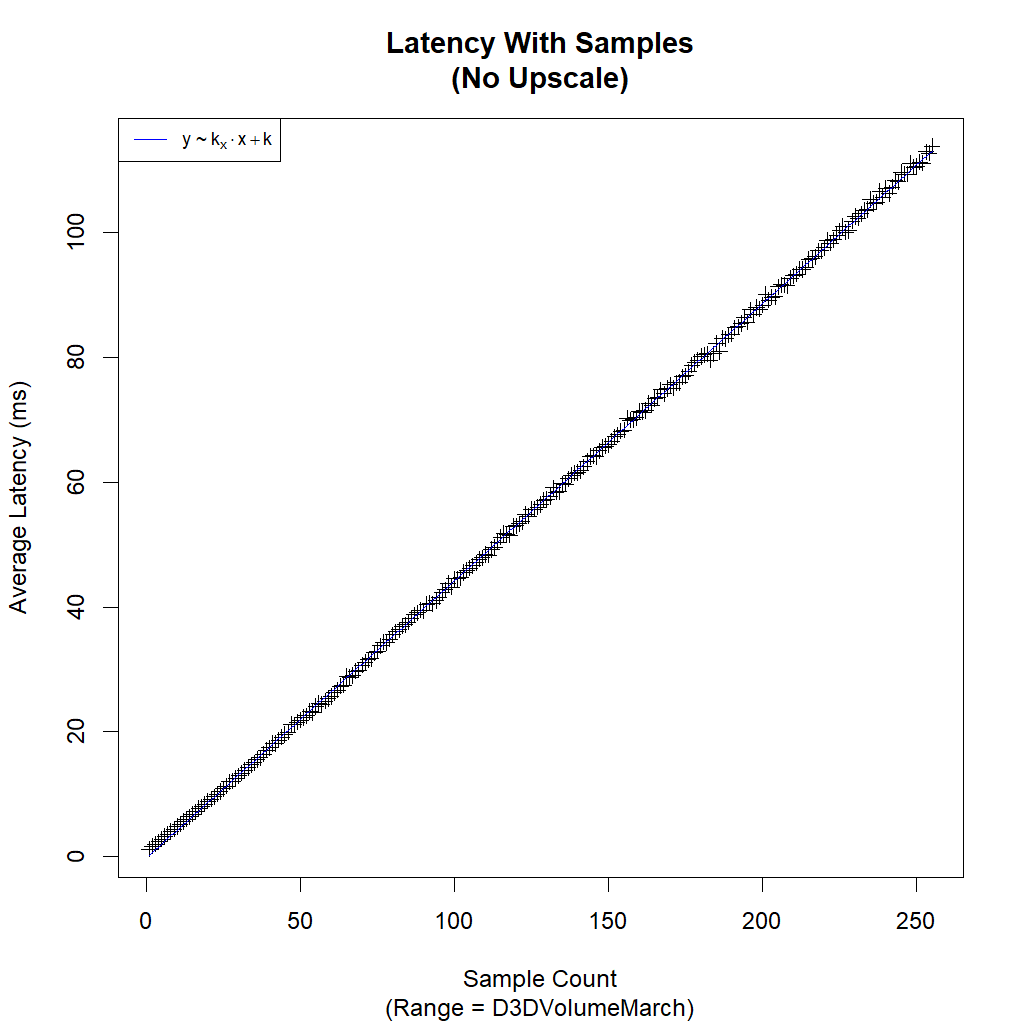 Latency With Samples
(No Upscale)
y ~ kₓ · x + k
Average Latency (ms)
100
80
60
40
20
0
0 50 100 150 200 250
Sample Count
(Range = D3DVolumeMarch)